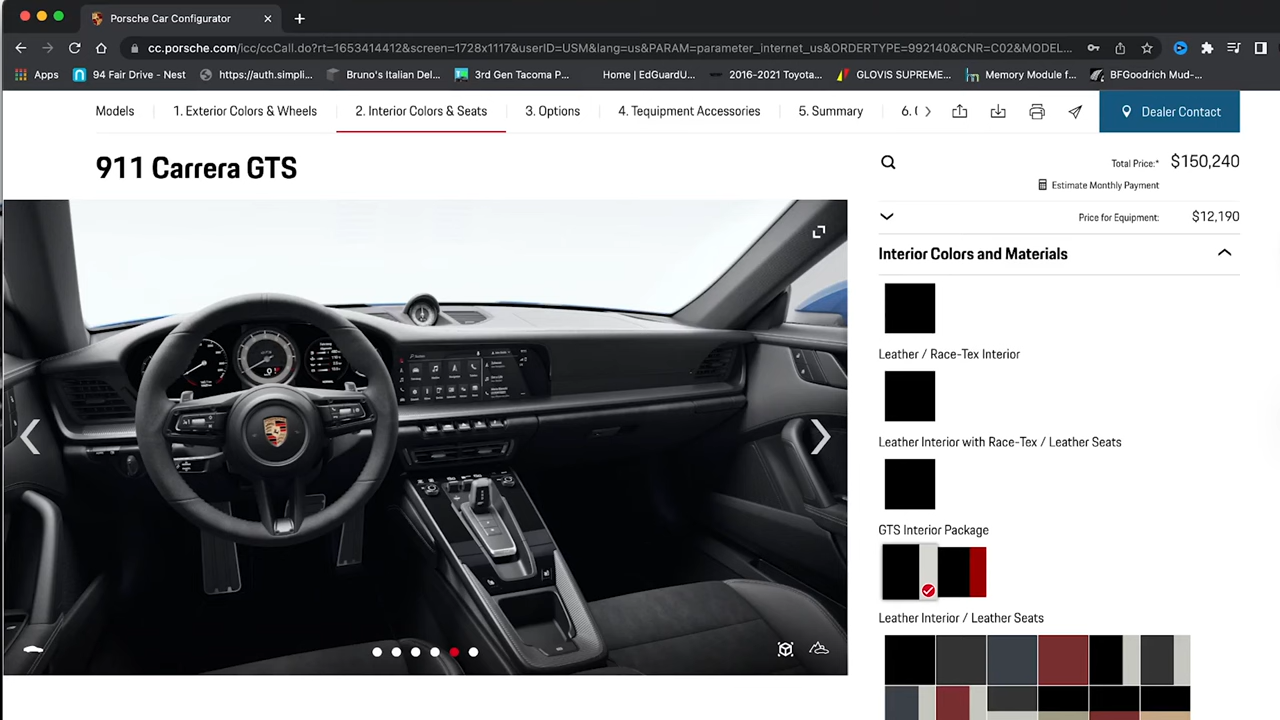 Porsche Car Configurator
cc.porsche.com/icc/ccCall.do?rt=1653414412&screen=1728x1117&userID=USM&lang=us&PARAM=parameter_internet_us&ORDERTYPE=992140&CNR=C02&MODEL...
Apps
94 Fair Drive - Nest
https://auth.simpli...
Bruno's Italian Del...
3rd Gen Tacoma P...
Home | EdGuardU...
2016-2021 Toyota...
GLOVIS SUPREME...
Memory Module f...
BFGoodrich Mud-...
Models
1. Exterior Colors & Wheels
2. Interior Colors & Seats
3. Options
4. Tequipment Accessories
5. Summary
6. (
Dealer Contact
911 Carrera GTS
Total Price:* $150,240
Estimate Monthly Payment
Price for Equipment: $12,190
Interior Colors and Materials
Leather / Race-Tex Interior
Leather Interior with Race-Tex / Leather Seats
GTS Interior Package
Leather Interior / Leather Seats